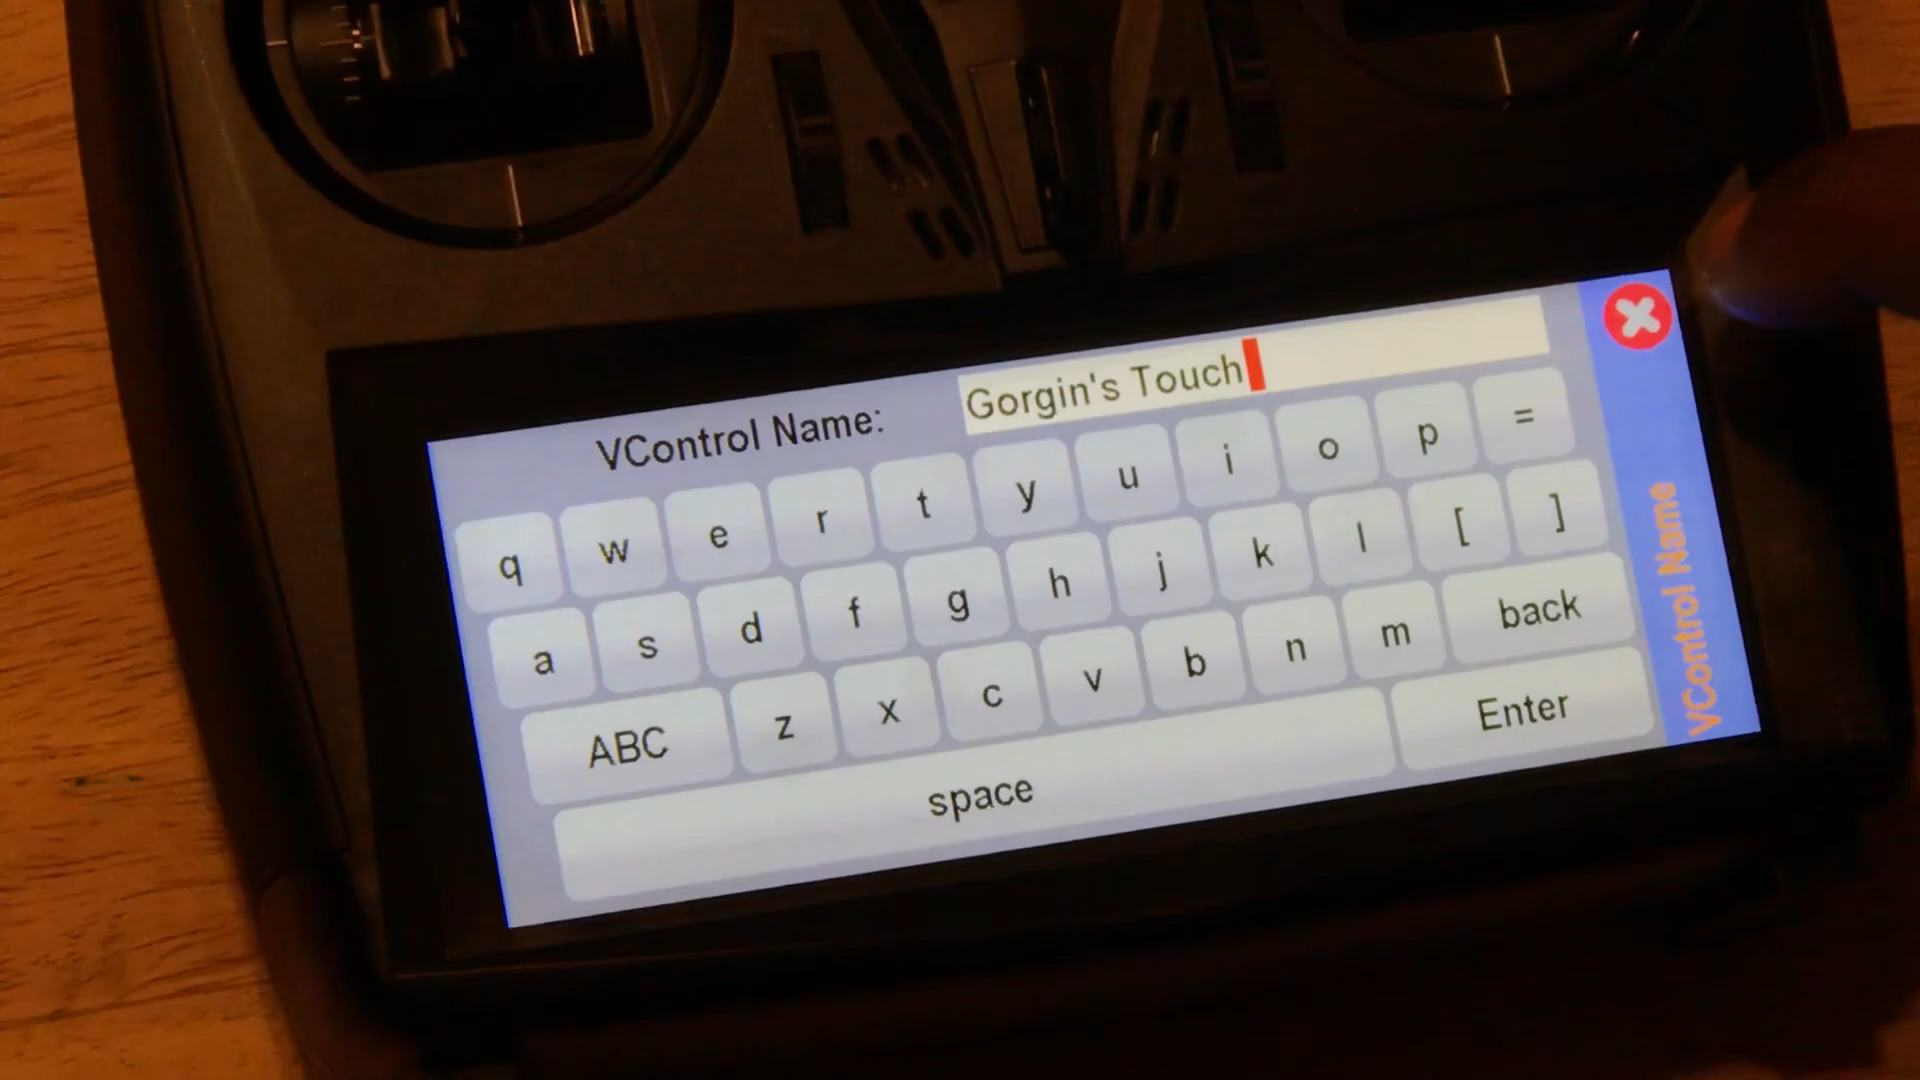 VControl Name: Gorgin's Touch
q w e r t y u i o p =
a s d f g h j k l [ ]
ABC z x c v b n m back
space Enter
VControl Name